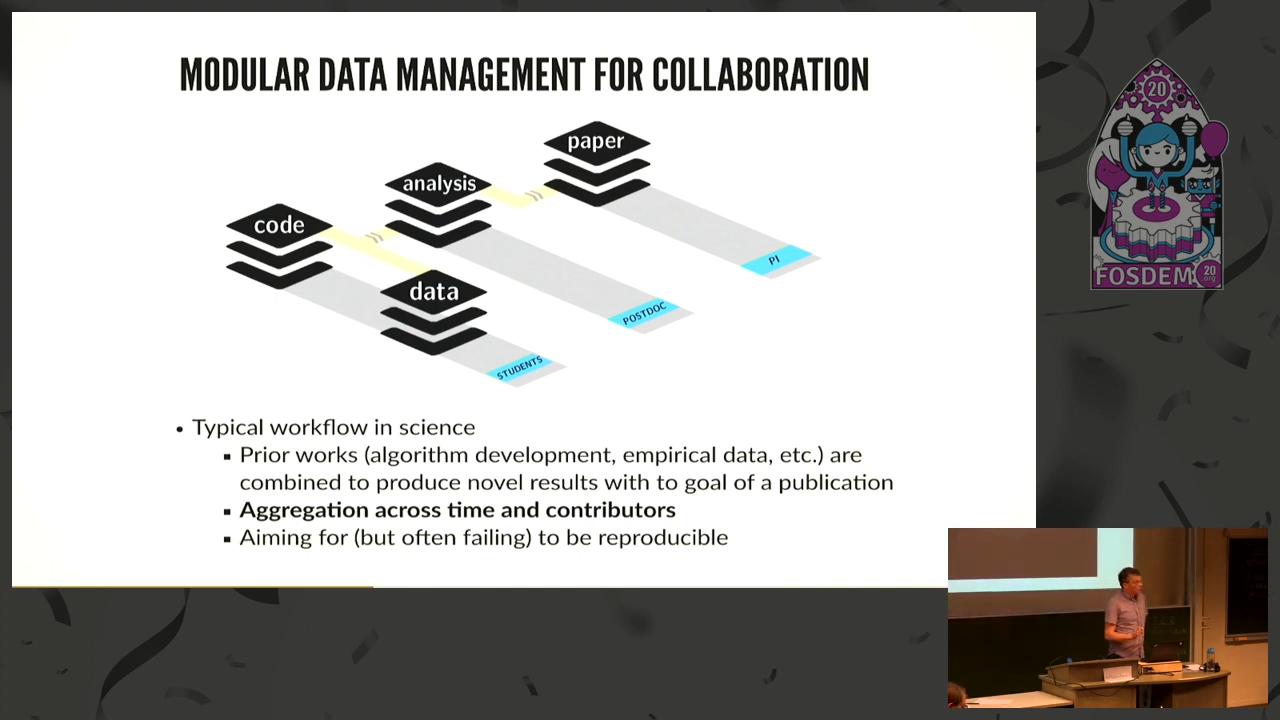 MODULAR DATA MANAGEMENT FOR COLLABORATION
paper
analysis
code
data
PI
POSTDOC
STUDENTS
• Typical workflow in science
▪ Prior works (algorithm development, empirical data, etc.) are
combined to produce novel results with to goal of a publication
▪ Aggregation across time and contributors
▪ Aiming for (but often failing) to be reproducible
20
FOSDEM
20
.org